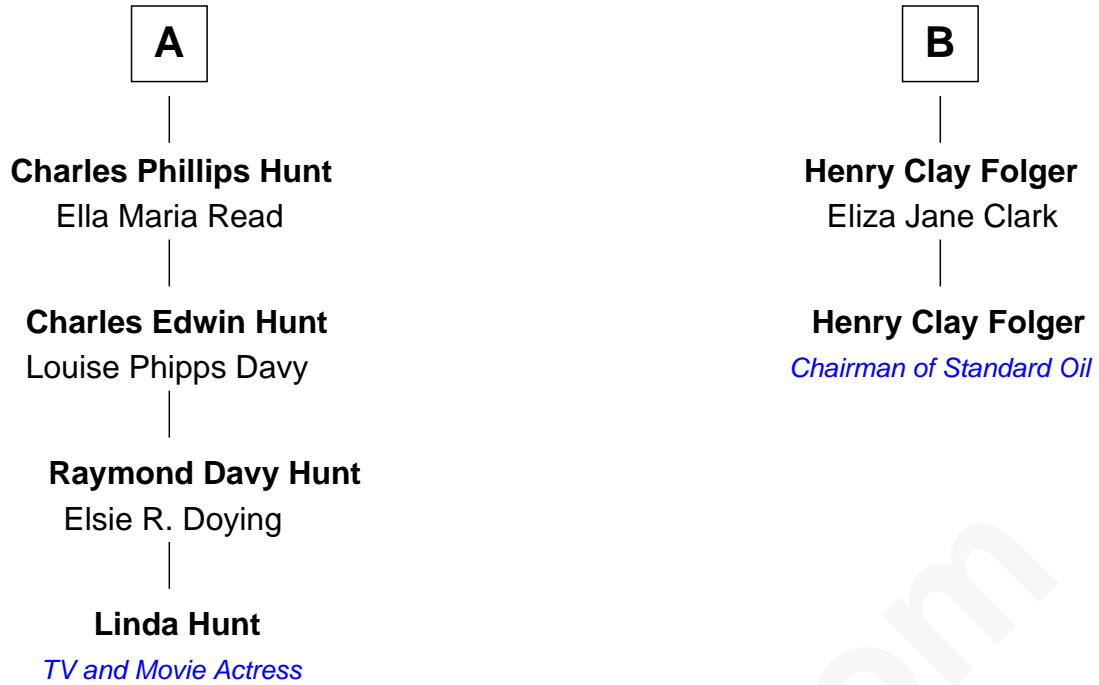 A
Charles Phillips Hunt
Ella Maria Read
Charles Edwin Hunt
Louise Phipps Davy
Raymond Davy Hunt
Elsie R. Doying
Linda Hunt
TV and Movie Actress
B
Henry Clay Folger
Eliza Jane Clark
Henry Clay Folger
Chairman of Standard Oil
om